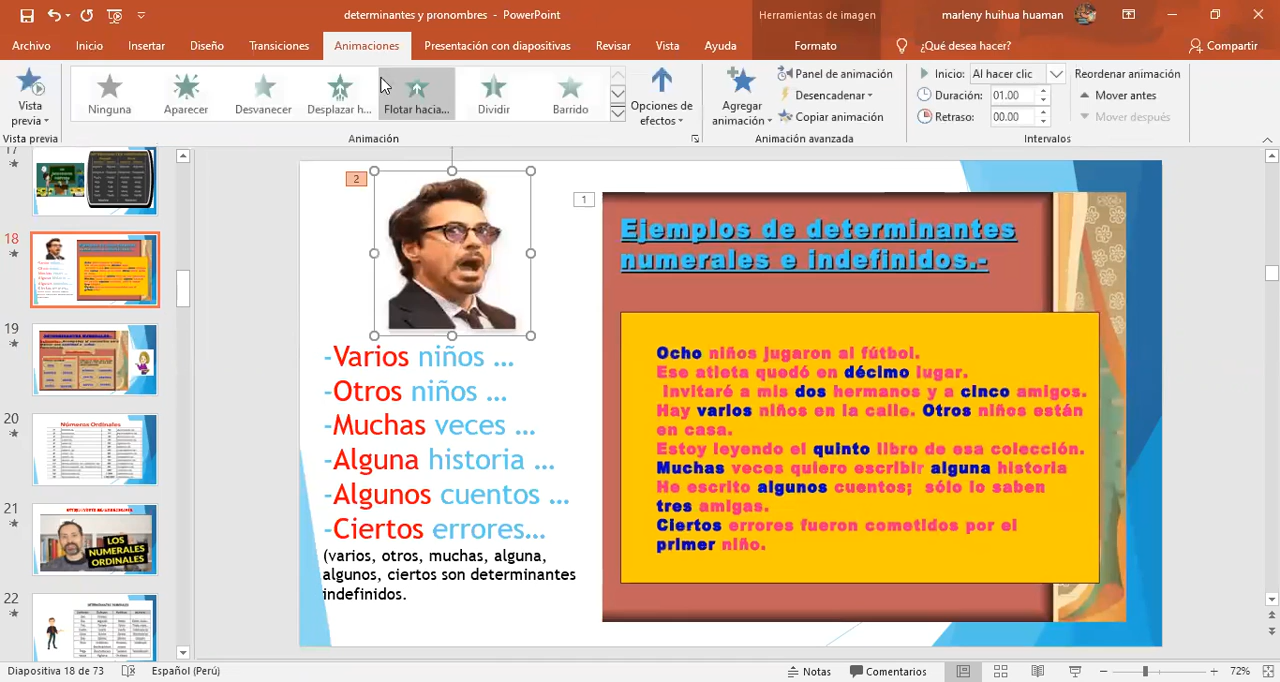 determinantes y pronombres - PowerPoint
Herramientas de imagen
marleny huihua huaman
Archivo Inicio Insertar Diseño Transiciones Animaciones Presentación con diapositivas Revisar Vista Ayuda Formato ¿Qué desea hacer? Compartir
Vista previa
Ninguna Aparecer Desvanecer Desplazar h... Flotar hacia... Dividir Barrido
Opciones de efectos
Agregar animación
Panel de animación
Desencadenar
Copiar animación
Inicio: Al hacer clic
Duración: 01.00
Retraso: 00.00
Reordenar animación
Mover antes
Mover después
Vista previa Animación Animación avanzada Intervalos
17
18
19
20
Números Ordinales
21
LOS NUMERALES ORDINALES
22
2
1
-Varios niños ...
-Otros niños ...
-Muchas veces ...
-Alguna historia ...
-Algunos cuentos ...
-Ciertos errores...
(varios, otros, muchas, alguna,
algunos, ciertos son determinantes
indefinidos.
Ejemplos de determinantes
numerales e indefinidos.-
Ocho niños jugaron al fútbol.
Ese atleta quedó en décimo lugar.
Invitaré a mis dos hermanos y a cinco amigos.
Hay varios niños en la calle. Otros niños están
en casa.
Estoy leyendo el quinto libro de esa colección.
Muchas veces quiero escribir alguna historia
He escrito algunos cuentos; sólo lo saben
tres amigas.
Ciertos errores fueron cometidos por el
primer niño.
Diapositiva 18 de 73 Español (Perú) Notas Comentarios 72%